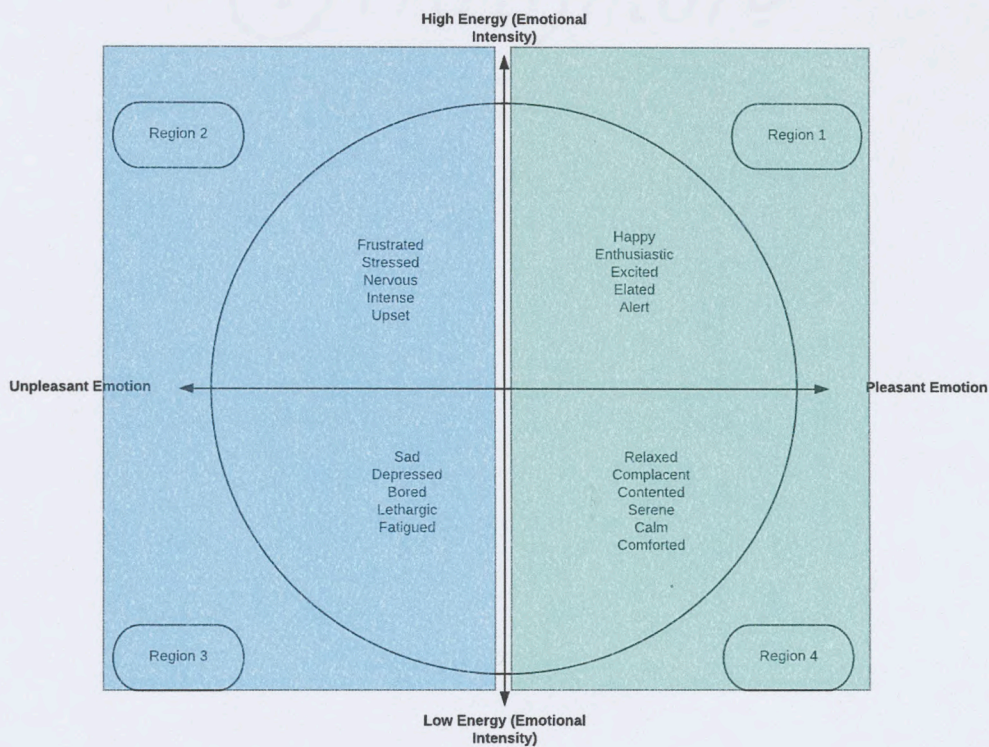 High Energy (Emotional
Intensity)
Region 2
Region 1
Frustrated
Stressed
Nervous
Intense
Upset
Happy
Enthusiastic
Excited
Elated
Alert
Unpleasant Emotion
Pleasant Emotion
Sad
Depressed
Bored
Lethargic
Fatigued
Relaxed
Complacent
Contented
Serene
Calm
Comforted
Region 3
Region 4
Low Energy (Emotional
Intensity)